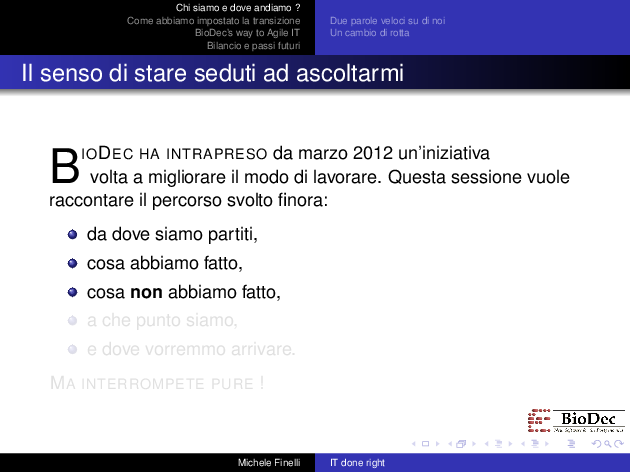 Chi siamo e dove andiamo ?
Come abbiamo impostato la transizione
BioDec's way to Agile IT
Bilancio e passi futuri
Due parole veloci su di noi
Un cambio di rotta
Il senso di stare seduti ad ascoltarmi
BIODEC HA INTRAPRESO da marzo 2012 un'iniziativa
volta a migliorare il modo di lavorare. Questa sessione vuole
raccontare il percorso svolto finora:
da dove siamo partiti,
cosa abbiamo fatto,
cosa non abbiamo fatto,
a che punto siamo,
e dove vorremmo arrivare.
MA INTERROMPETE PURE !
BioDec
Michele Finelli
IT done right